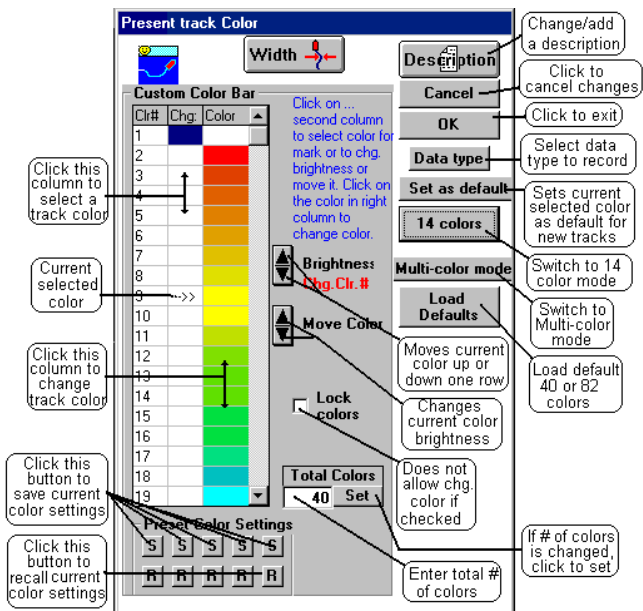 Present track Color
Width
Description
Cancel
OK
Data type
Set as default
14 colors
Multi-color mode
Load
Defaults
Custom Color Bar
Clr#
Chg:
Color
1
2
3
4
5
6
7
8
9
->>
10
11
12
13
14
15
16
17
18
19
Click on ...
second column
to select color for
mark or to chg.
brightness or
move it. Click on
the color in right
column to
change color.
Brightness
Chg.Clr.#
Move Color
Lock
colors
Total Colors
40
Set
Preset Color Settings
S S S S S
R R R R R
Click this
column to
select a
track color
Current
selected
color
Click this
column to
change
track color
Click this
button to
save current
color settings
Click this
button to
recall current
color settings
Change/add
a description
Click to
cancel changes
Click to exit
Select data
type to record
Sets current
selected color
as default for
new tracks
Switch to 14
color mode
Switch to
Multi-color
mode
Load default
40 or 82
colors
Moves current
color up or
down one row
Changes
current color
brightness
Does not
allow chg.
color if
checked
If # of colors
is changed,
click to set
Enter total #
of colors